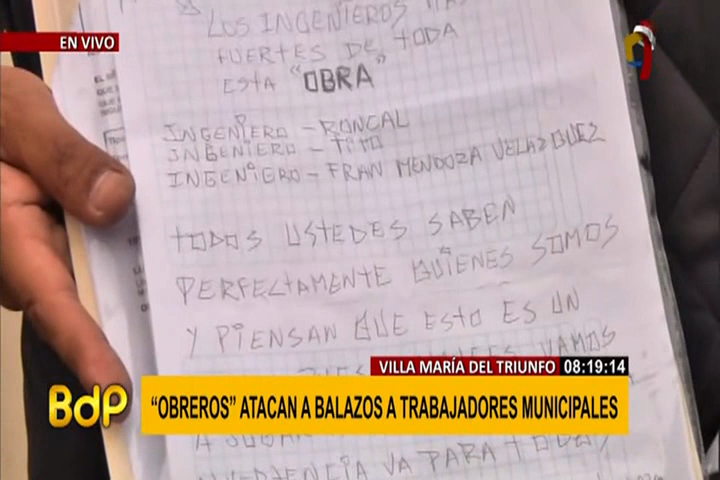 EN VIVO
LOS INGENIEROS MAS
FUERTES DE TODA
ESTA "OBRA"
INGENIERO - RONCAL
INGENIERO - TITO
INGENIERO - FRAN MENDOZA VELAZQUEZ
TODOS USTEDES SABEN
PERFECTAMENTE QUIENES SOMOS
Y PIENSAN QUE ESTO ES UN
VAMOS
VILLA MARÍA DEL TRIUNFO 08:19:14
BdP
"OBREROS" ATACAN A BALAZOS A TRABAJADORES MUNICIPALES
VA PARA